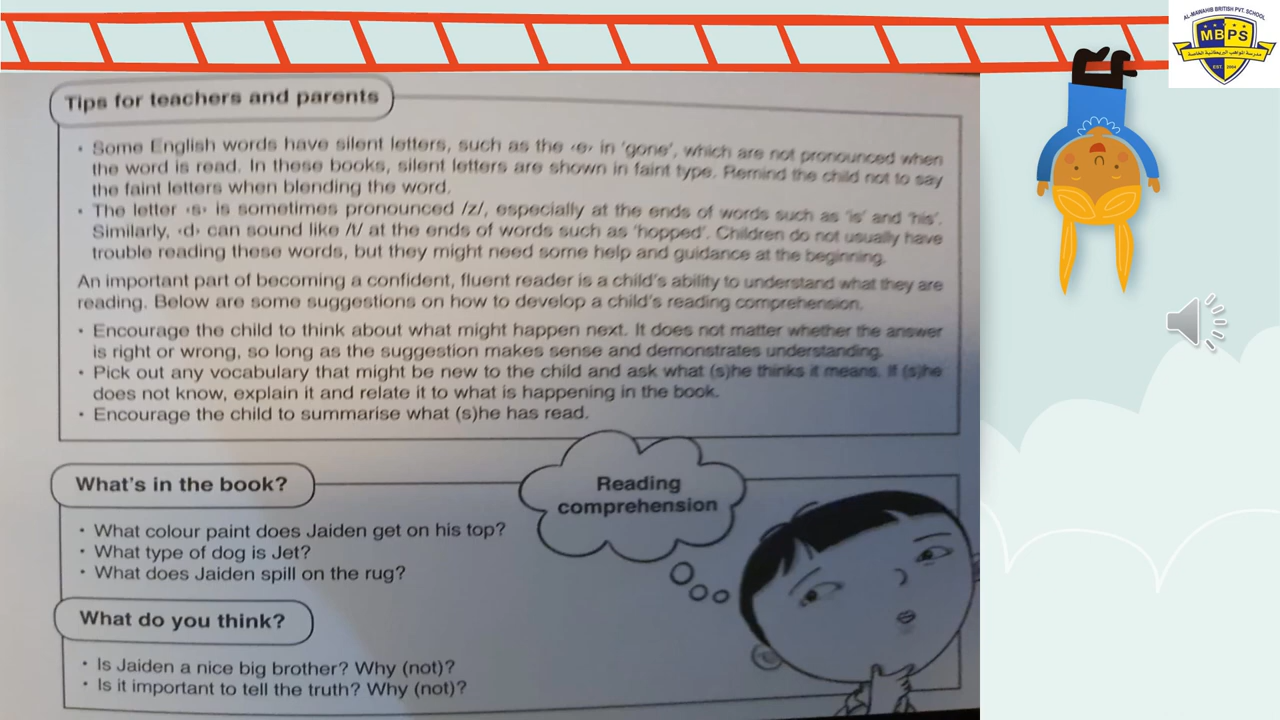 AL-MAWAHIB BRITISH PVT. SCHOOL
MBPS
مدرسة المواهب البريطانية الخاصة
EST. 2004
Tips for teachers and parents
• Some English words have silent letters, such as the ‹e› in 'gone', which are not pronounced when
the word is read. In these books, silent letters are shown in faint type. Remind the child not to say
the faint letters when blending the word.
• The letter ‹s› is sometimes pronounced /z/, especially at the ends of words such as 'is' and 'his'.
Similarly, ‹d› can sound like /t/ at the ends of words such as 'hopped'. Children do not usually have
trouble reading these words, but they might need some help and guidance at the beginning.
An important part of becoming a confident, fluent reader is a child's ability to understand what they are
reading. Below are some suggestions on how to develop a child's reading comprehension.
• Encourage the child to think about what might happen next. It does not matter whether the answer
is right or wrong, so long as the suggestion makes sense and demonstrates understanding.
• Pick out any vocabulary that might be new to the child and ask what (s)he thinks it means. If (s)he
does not know, explain it and relate it to what is happening in the book.
• Encourage the child to summarise what (s)he has read.
Reading
comprehension
What's in the book?
• What colour paint does Jaiden get on his top?
• What type of dog is Jet?
• What does Jaiden spill on the rug?
What do you think?
• Is Jaiden a nice big brother? Why (not)?
• Is it important to tell the truth? Why (not)?